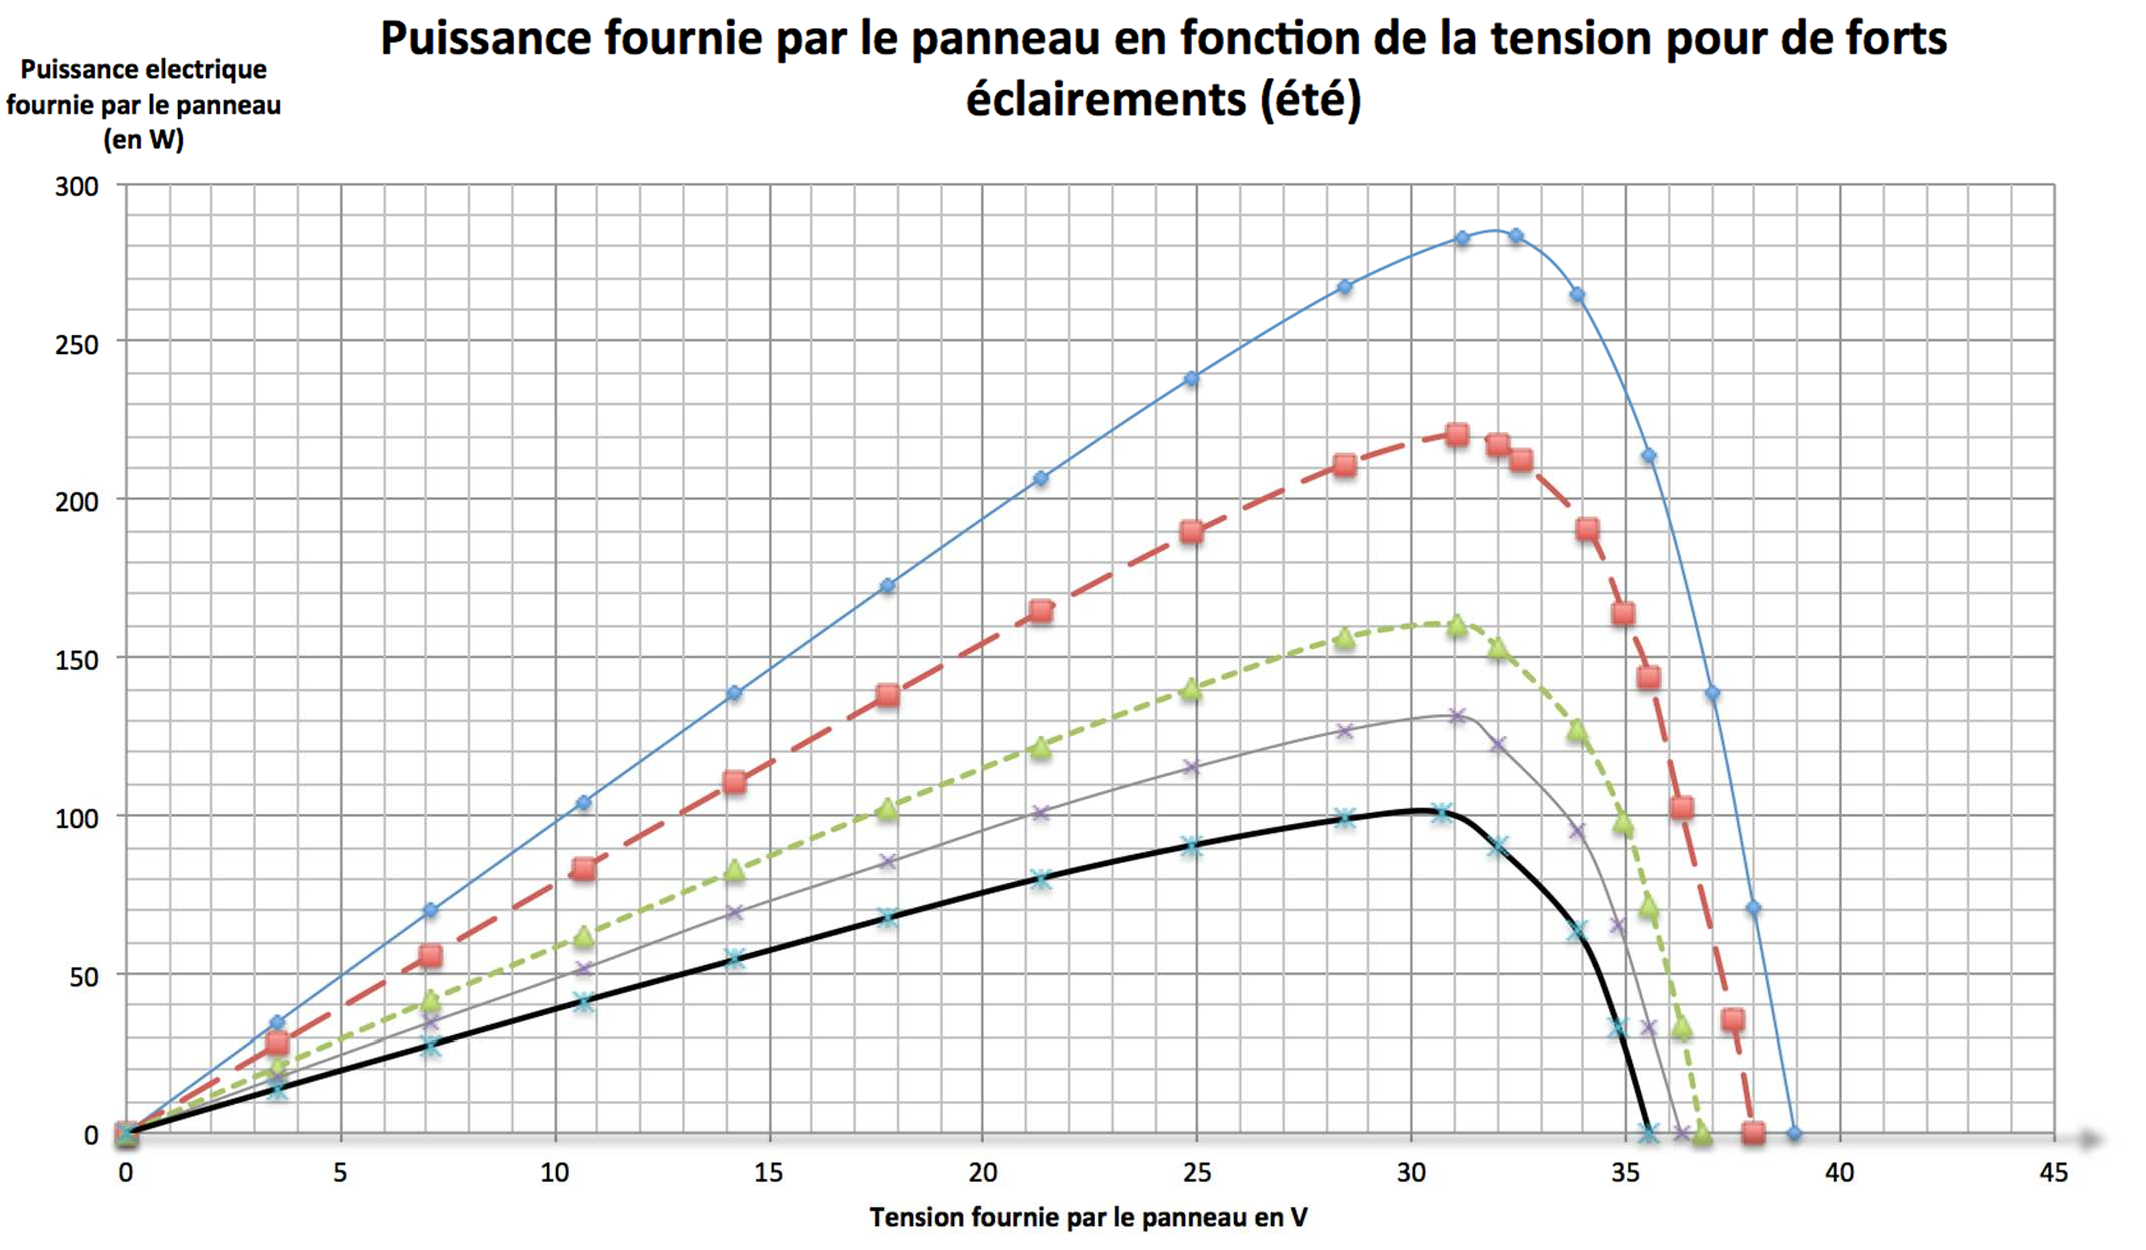 Puissance fournie par le panneau en fonction de la tension pour de forts
éclairements (été)
Puissance electrique
fournie par le panneau
(en W)
300
250
200
150
100
50
0
0 5 10 15 20 25 30 35 40 45
Tension fournie par le panneau en V